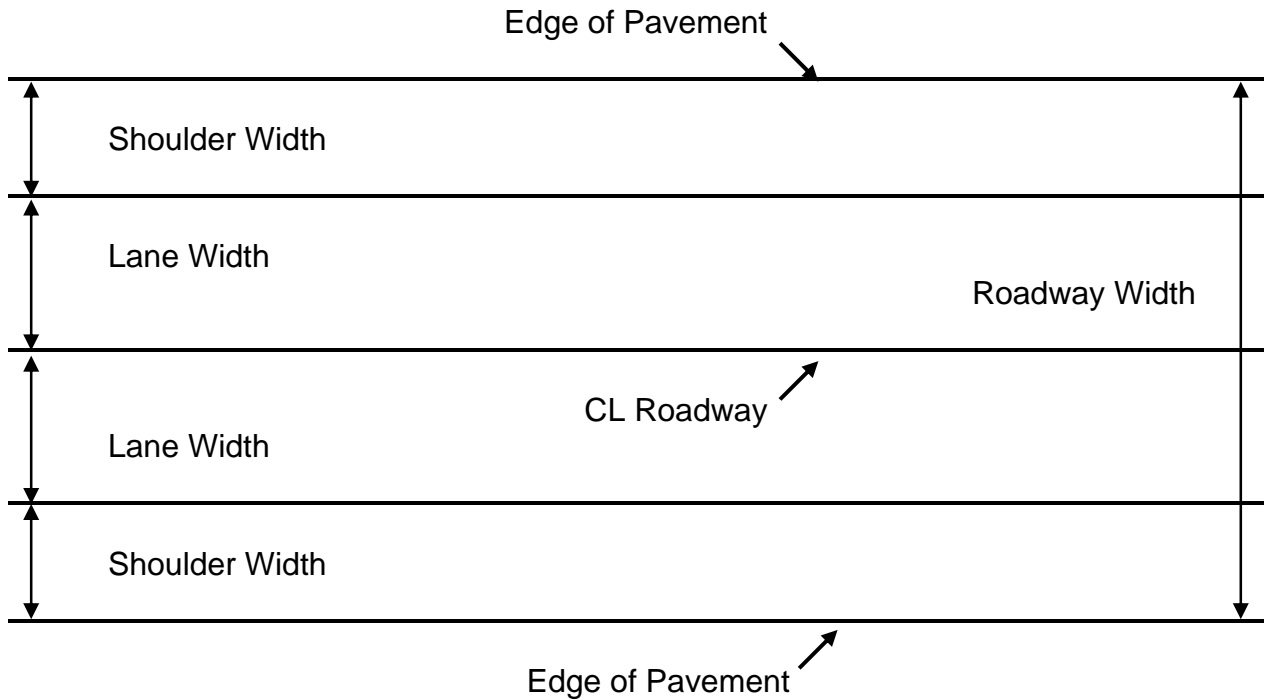 Edge of Pavement
Shoulder Width
Lane Width
Roadway Width
CL Roadway
Lane Width
Shoulder Width
Edge of Pavement